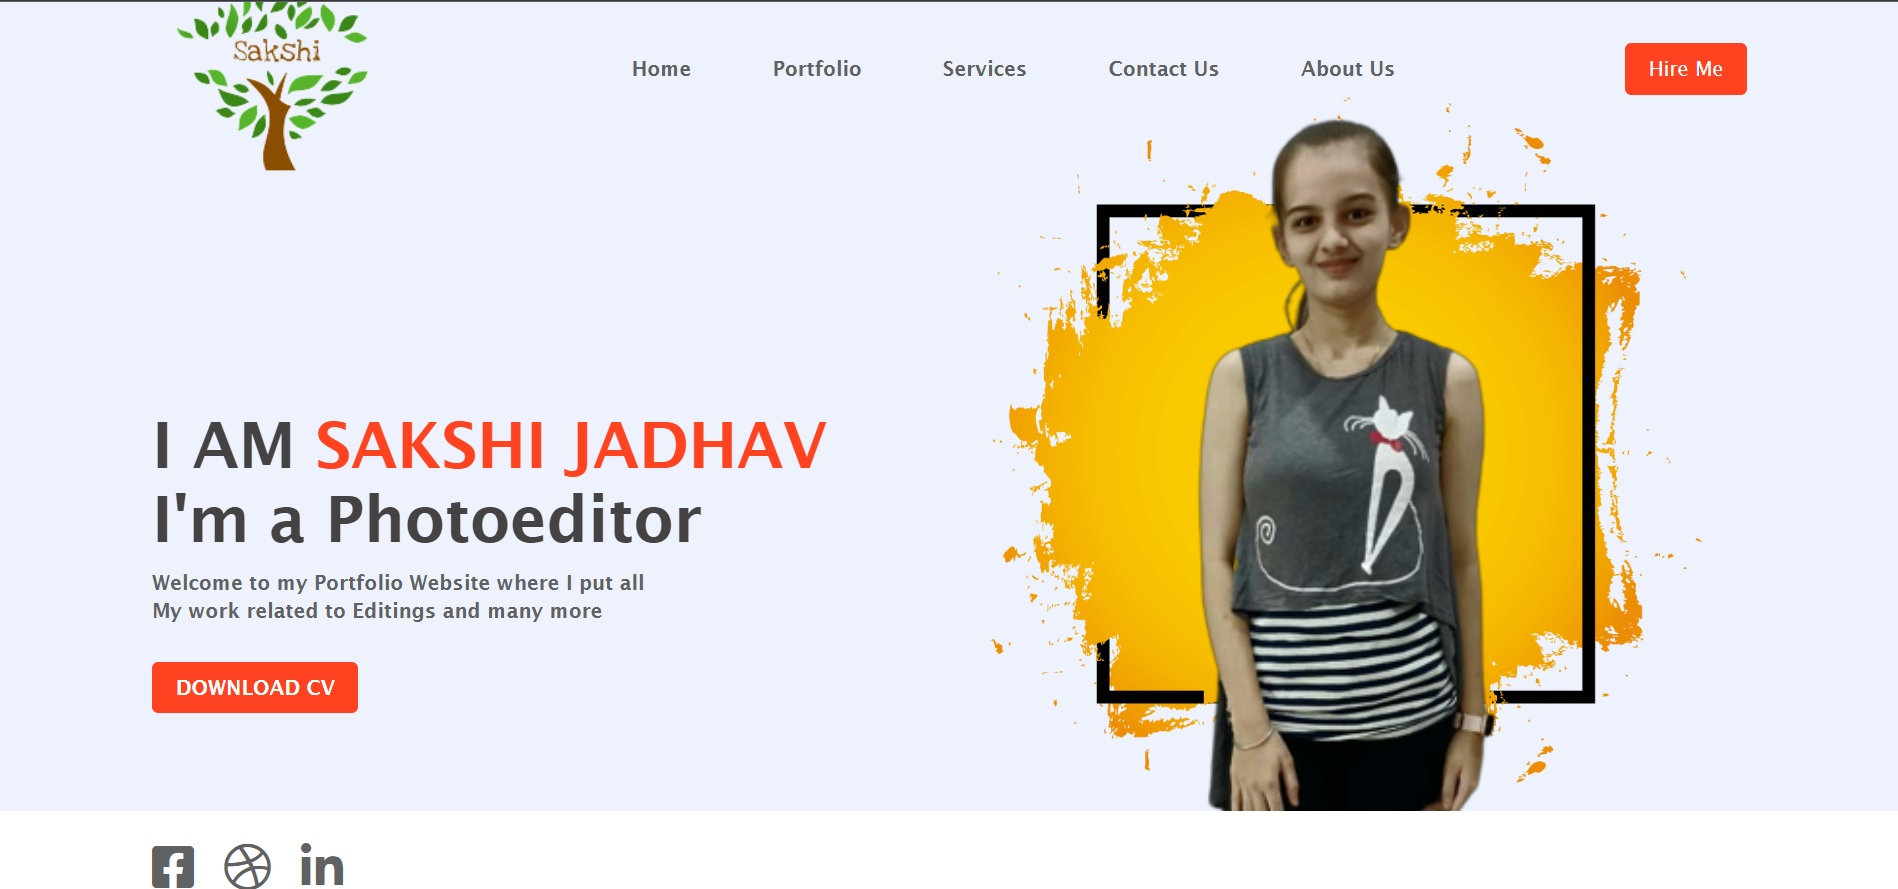 Sakshi
Home Portfolio Services Contact Us About Us Hire Me
I AM SAKSHI JADHAV
I'm a Photoeditor
Welcome to my Portfolio Website where I put all
My work related to Editings and many more
DOWNLOAD CV